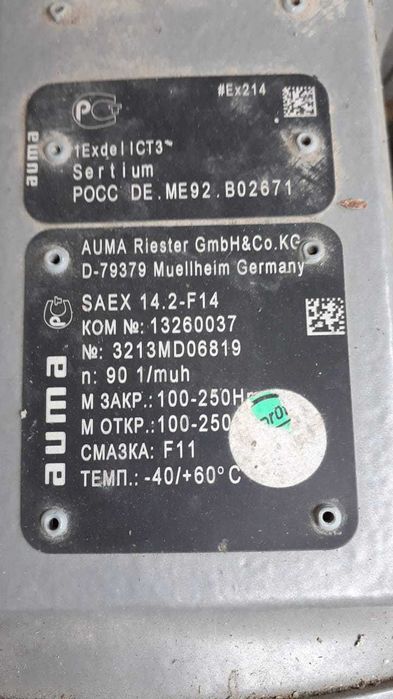 #Ex214
auma
1ExdellCT3
Sertium
РОСС DE.ME92.B02671
AUMA Riester GmbH&Co.KG
D-79379 Muellheim Germany
SAEX 14.2-F14
КОМ №: 13260037
№: 3213MD06819
n: 90 1/muh
М ЗАКР.:100-250Н
М ОТКР.:100-250
СМАЗКА: F11
ТЕМП.: -40/+60°C
auma